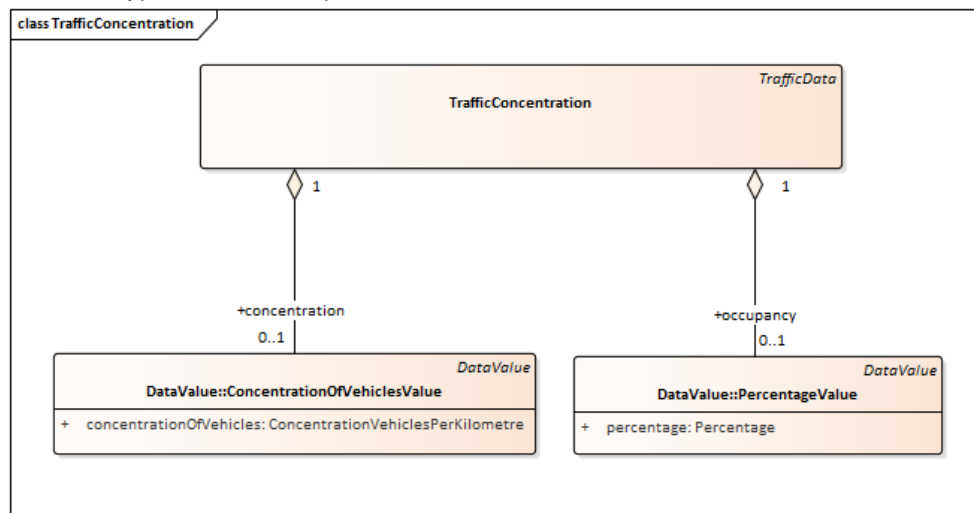 class TrafficConcentration
TrafficData
TrafficConcentration
1
1
+concentration
0..1
+occupancy
0..1
DataValue
DataValue::ConcentrationOfVehiclesValue
+ concentrationOfVehicles: ConcentrationVehiclesPerKilometre
DataValue
DataValue::PercentageValue
+ percentage: Percentage